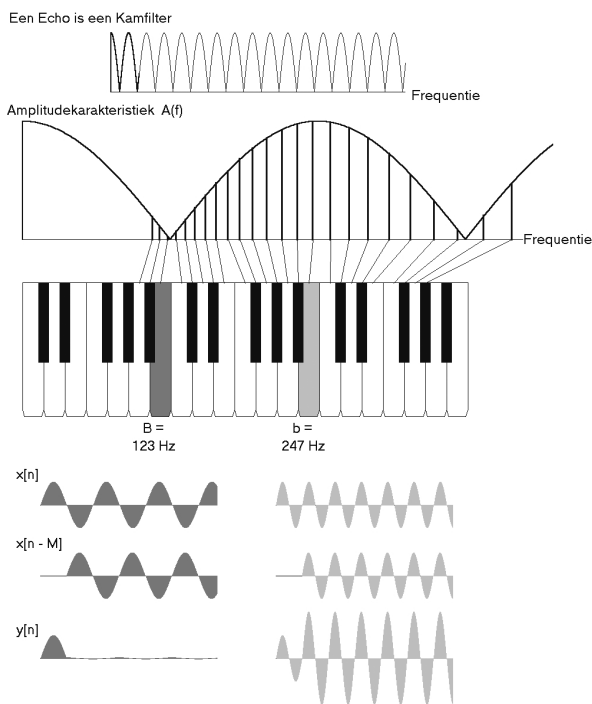 Een Echo is een Kamfilter
Frequentie
Amplitudekarakteristiek A(f)
Frequentie
B =
123 Hz
b =
247 Hz
x[n]
x[n - M]
y[n]